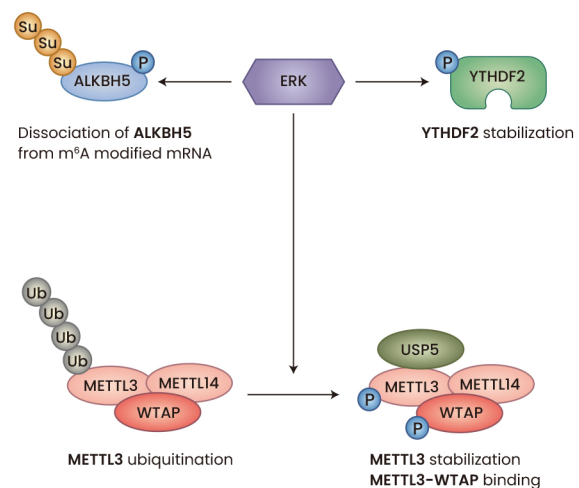 Su
Su
Su
P
ALKBH5
ERK
P
YTHDF2
Dissociation of ALKBH5
from m⁶A modified mRNA
YTHDF2 stabilization
Ub
Ub
Ub
Ub
METTL3
METTL14
WTAP
USP5
METTL3
METTL14
P
WTAP
P
METTL3 ubiquitination
METTL3 stabilization
METTL3-WTAP binding